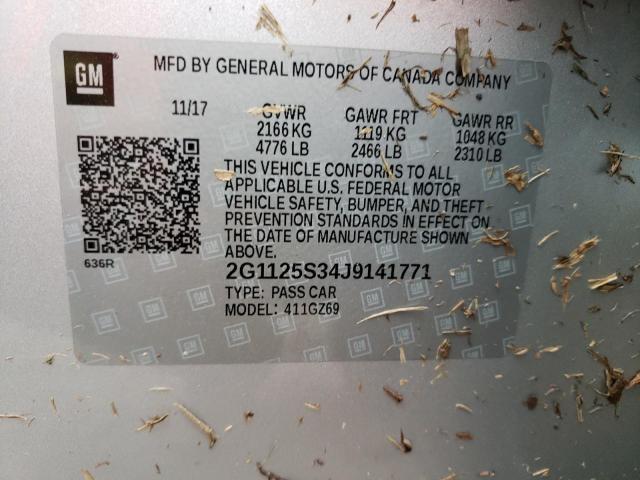 GM
MFD BY GENERAL MOTORS OF CANADA COMPANY
11/17 GVWR GAWR FRT GAWR RR
2166 KG 1119 KG 1048 KG
4776 LB 2466 LB 2310 LB
THIS VEHICLE CONFORMS TO ALL
APPLICABLE U.S. FEDERAL MOTOR
VEHICLE SAFETY, BUMPER, AND THEFT
PREVENTION STANDARDS IN EFFECT ON
THE DATE OF MANUFACTURE SHOWN
ABOVE.
636R
2G1125S34J9141771
TYPE: PASS CAR
MODEL: 411GZ69